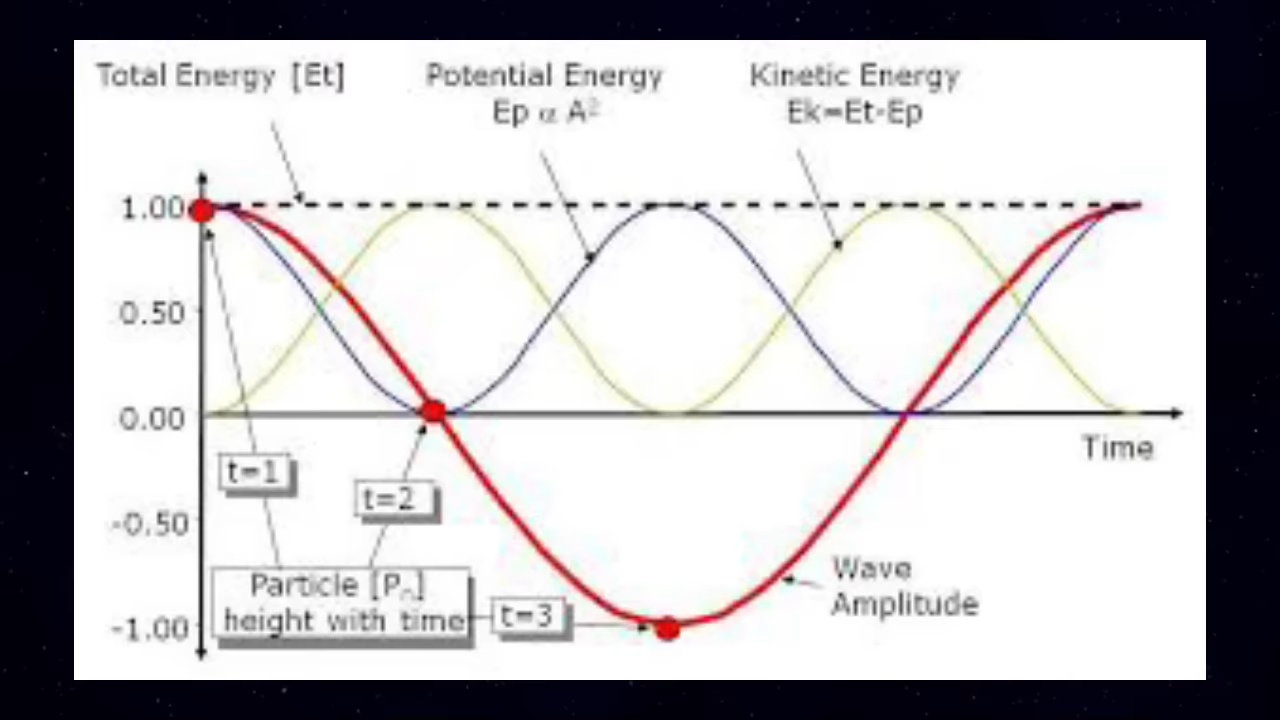 Total Energy [Et]
Potential Energy
Ep α A²
Kinetic Energy
Ek=Et-Ep
1.00
0.50
0.00
-0.50
-1.00
Time
t=1
t=2
Particle [Pₙ]
height with time
t=3
Wave
Amplitude